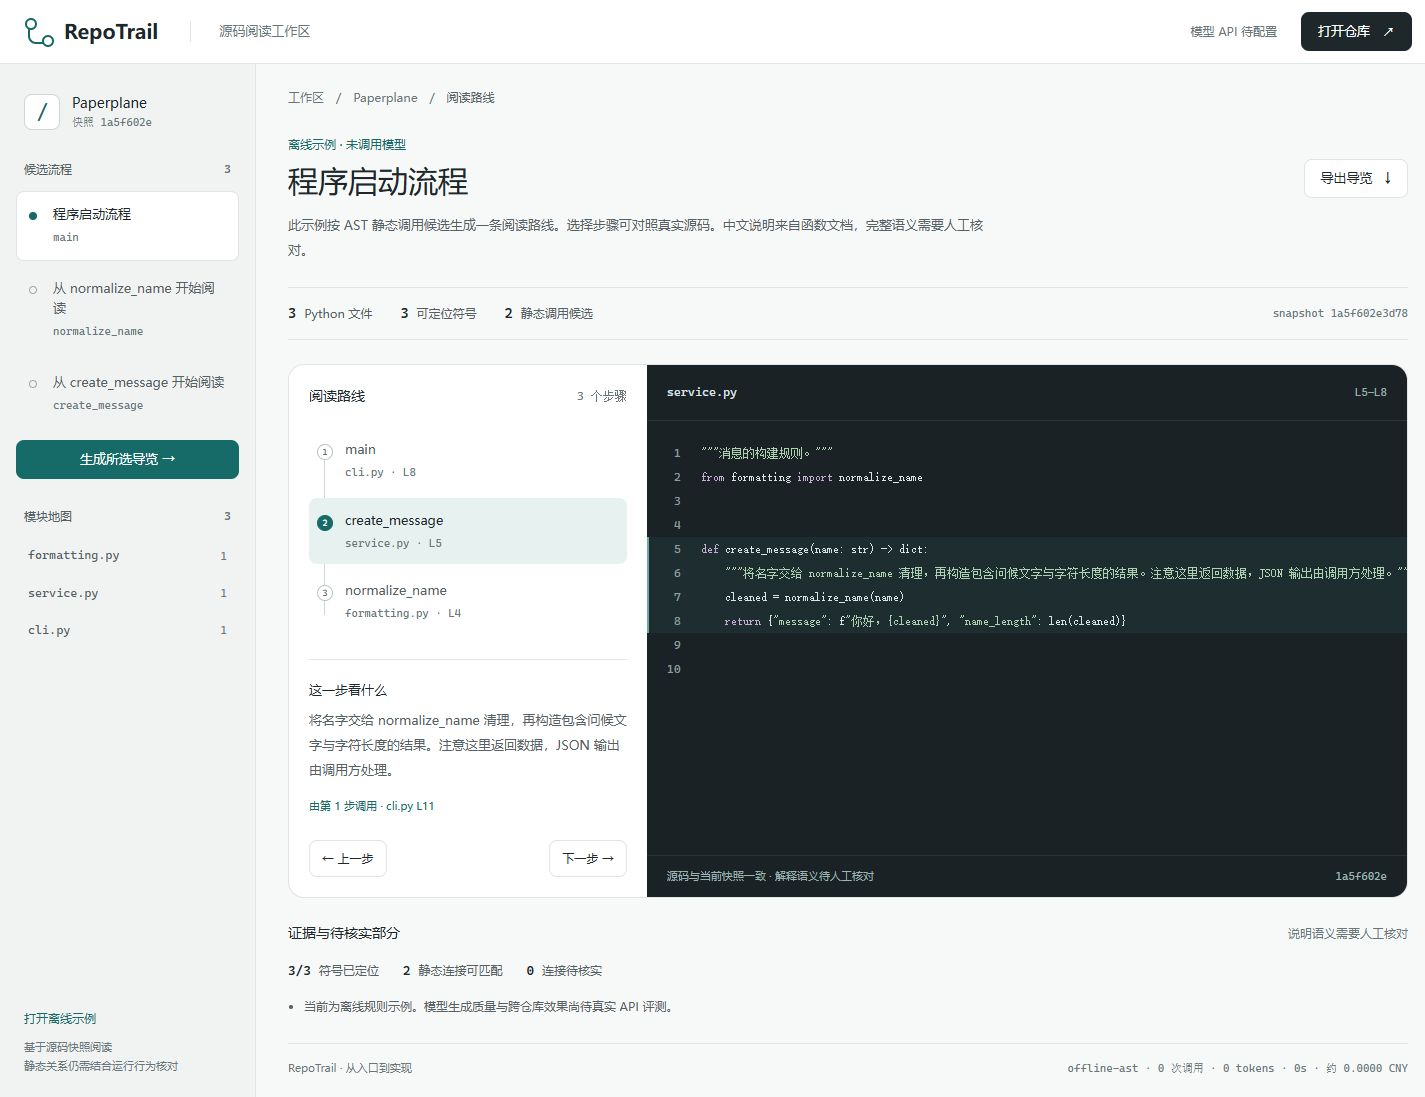 RepoTrail
源码阅读工作区
模型 API 待配置
打开仓库 ↗
/
Paperplane
快照 1a5f602e
候选流程 3
程序启动流程
main
从 normalize_name 开始阅
读
normalize_name
从 create_message 开始阅读
create_message
生成所选导览 →
模块地图 3
formatting.py 1
service.py 1
cli.py 1
打开离线示例
基于源码快照阅读
静态关系仍需结合运行行为核对
工作区 / Paperplane / 阅读路线
离线示例 · 未调用模型
程序启动流程
导出导览 ↓
此示例按 AST 静态调用候选生成一条阅读路线。选择步骤可对照真实源码。中文说明来自函数文档，完整语义需要人工核
对。
3 Python 文件 3 可定位符号 2 静态调用候选
snapshot 1a5f602e3d78
阅读路线 3 个步骤
1 main
cli.py · L8
2 create_message
service.py · L5
3 normalize_name
formatting.py · L4
这一步看什么
将名字交给 normalize_name 清理，再构造包含问候文
字与字符长度的结果。注意这里返回数据，JSON 输出
由调用方处理。
由第 1 步调用 · cli.py L11
← 上一步
下一步 →
service.py L5–L8
1 """消息的构建规则。"""
2 from formatting import normalize_name
3
4
5 def create_message(name: str) -> dict:
6 """将名字交给 normalize_name 清理，再构造包含问候文字与字符长度的结果。注意这里返回数据，JSON 输出由调用方处理。""
7 cleaned = normalize_name(name)
8 return {"message": f"你好，{cleaned}", "name_length": len(cleaned)}
9
10
源码与当前快照一致 · 解释语义待人工核对 1a5f602e
证据与待核实部分
说明语义需要人工核对
3/3 符号已定位 2 静态连接可匹配 0 连接待核实
• 当前为离线规则示例。模型生成质量与跨仓库效果尚待真实 API 评测。
RepoTrail · 从入口到实现
offline-ast · 0 次调用 · 0 tokens · 0s · 约 0.0000 CNY